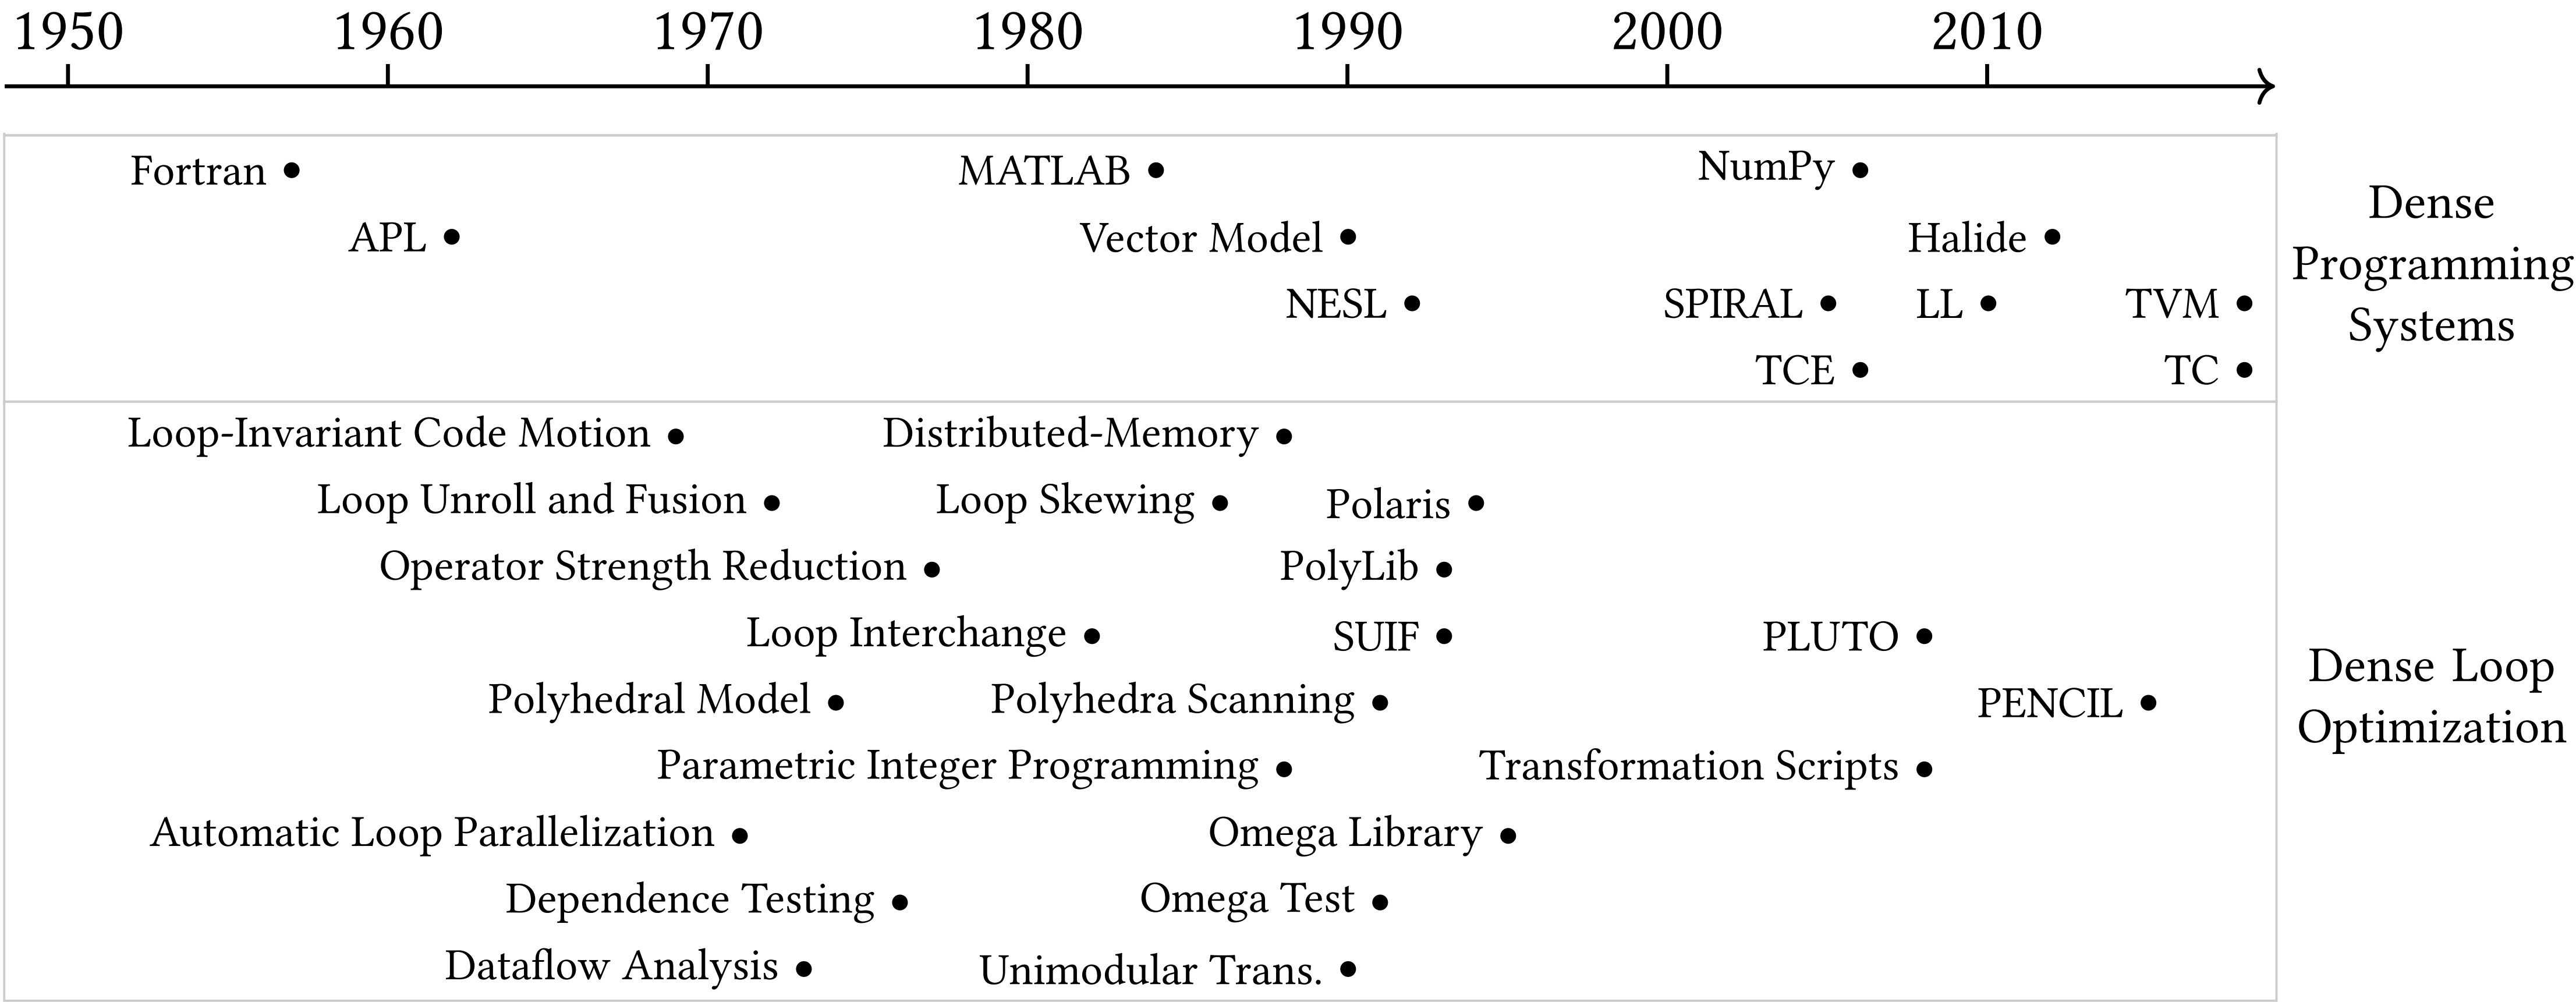 1950 1960 1970 1980 1990 2000 2010
Fortran MATLAB NumPy
APL Vector Model Halide
NESL SPIRAL LL TVM
TCE TC
Dense
Programming
Systems
Loop-Invariant Code Motion Distributed-Memory
Loop Unroll and Fusion Loop Skewing Polaris
Operator Strength Reduction PolyLib
Loop Interchange SUIF PLUTO
Polyhedral Model Polyhedra Scanning PENCIL
Parametric Integer Programming Transformation Scripts
Automatic Loop Parallelization Omega Library
Dependence Testing Omega Test
Dataflow Analysis Unimodular Trans.
Dense Loop
Optimization